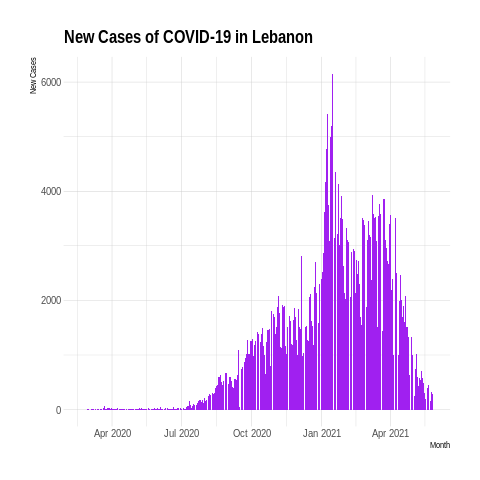 New Cases of COVID-19 in Lebanon
New Cases
6000
4000
2000
0
Apr 2020
Jul 2020
Oct 2020
Jan 2021
Apr 2021
Month